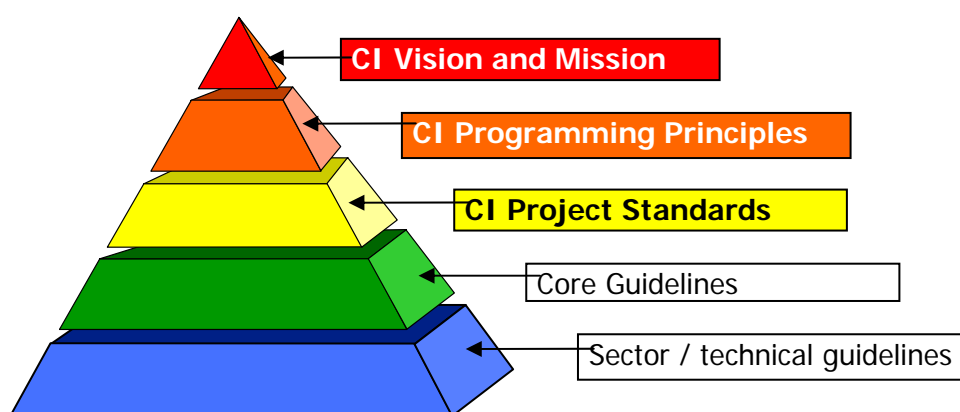 CI Vision and Mission
CI Programming Principles
CI Project Standards
Core Guidelines
Sector / technical guidelines